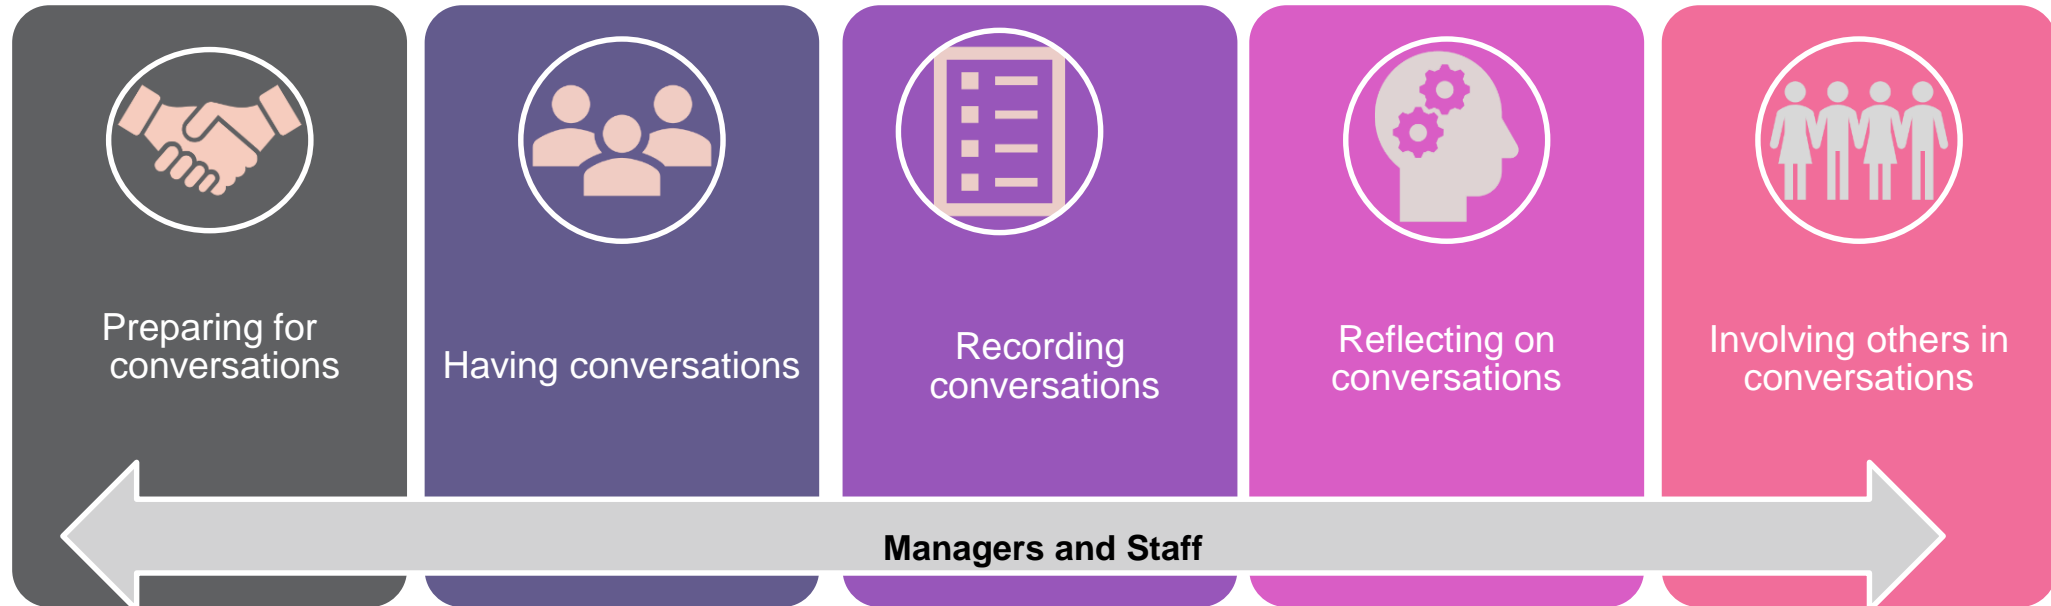 Preparing for
conversations
Having conversations
Recording
conversations
Reflecting on
conversations
Involving others in
conversations
Managers and Staff